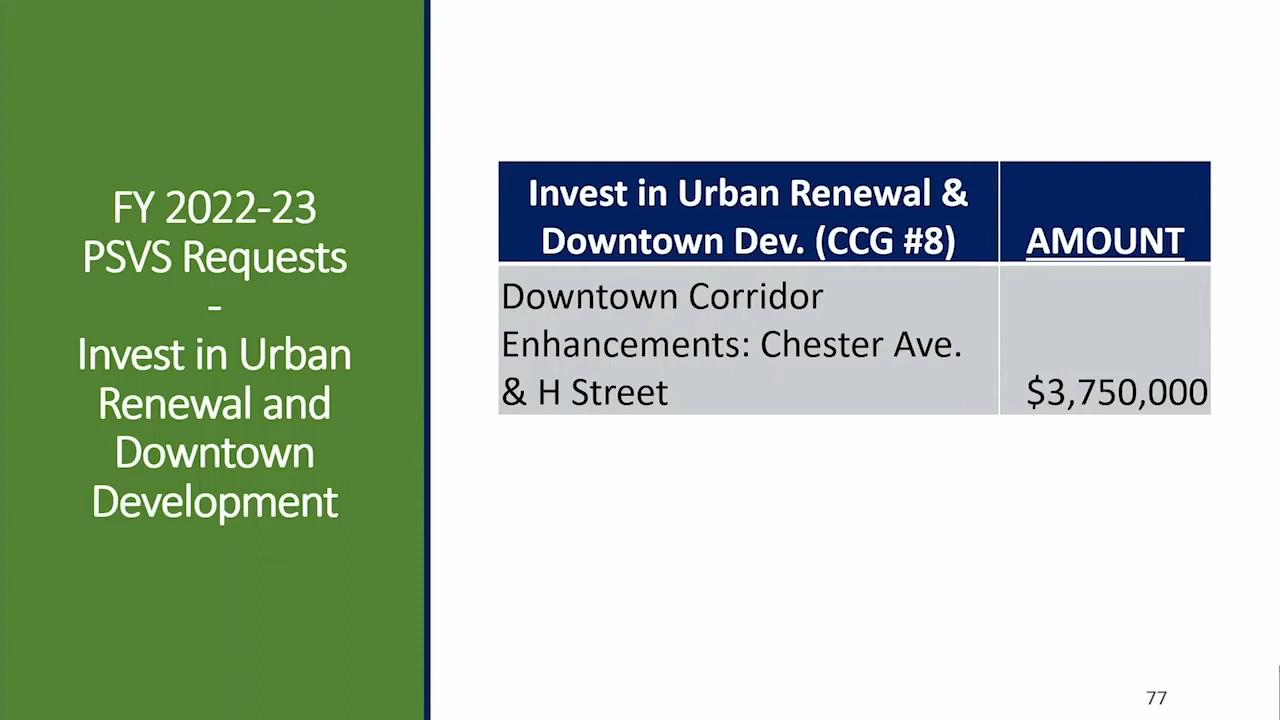 FY 2022-23
PSVS Requests
-
Invest in Urban
Renewal and
Downtown
Development
Invest in Urban Renewal &
Downtown Dev. (CCG #8)
AMOUNT
Downtown Corridor
Enhancements: Chester Ave.
& H Street
$3,750,000
77